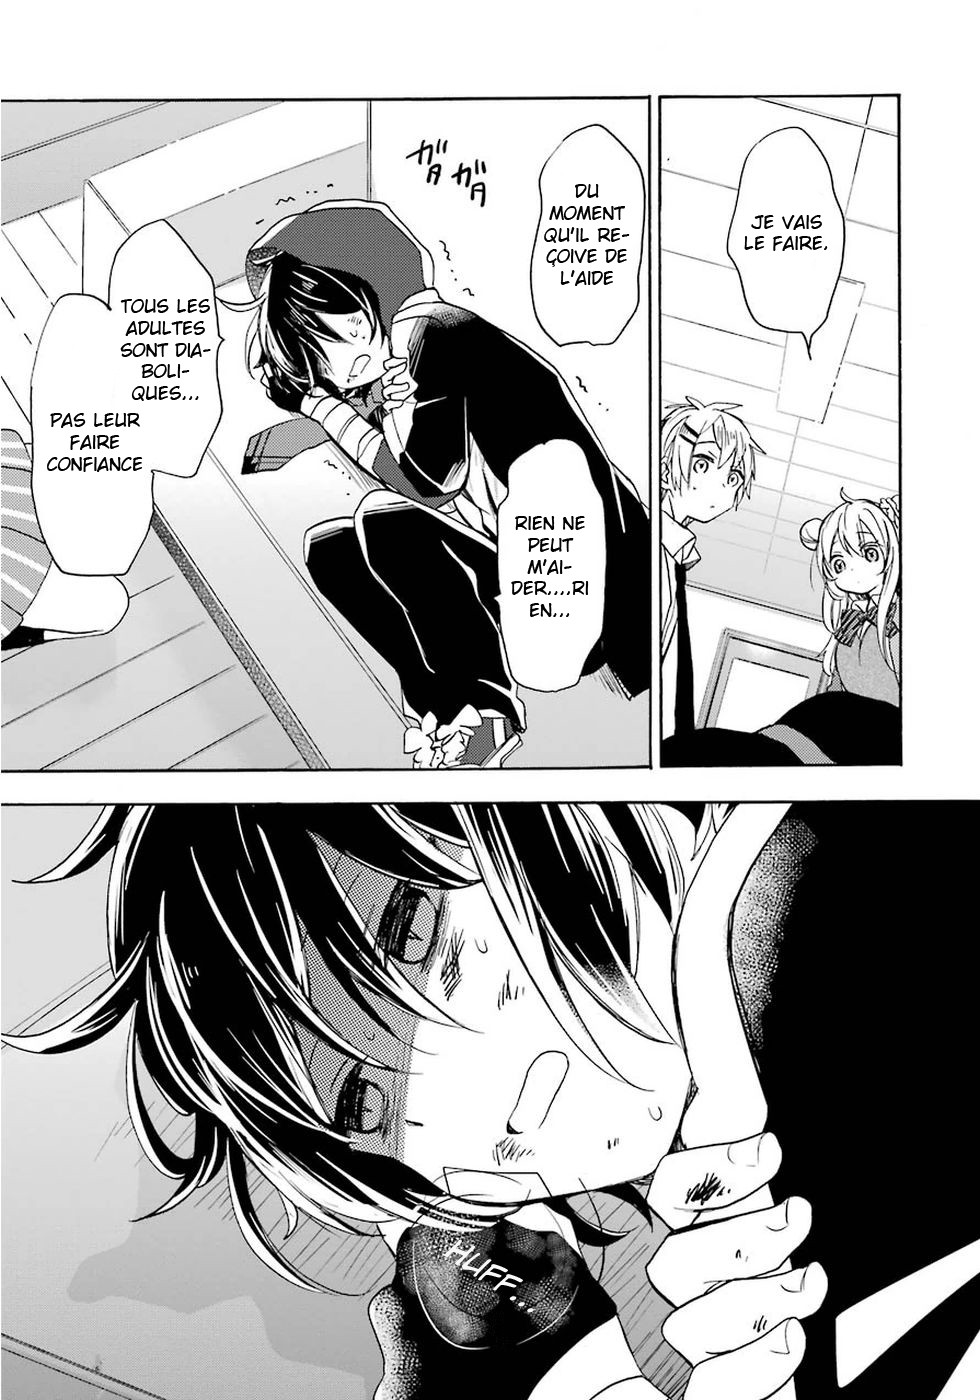 JE VAIS
LE FAIRE.
DU
MOMENT
QU'IL RE-
ÇOIVE DE
L'AIDE
ガタ
ガタ
RIEN NE
PEUT
M'AI-
DER....RI
EN...
TOUS LES
ADULTES
SONT DIA-
BOLI-
QUES...
PAS LEUR
FAIRE
CONFIANCE
HUFF...